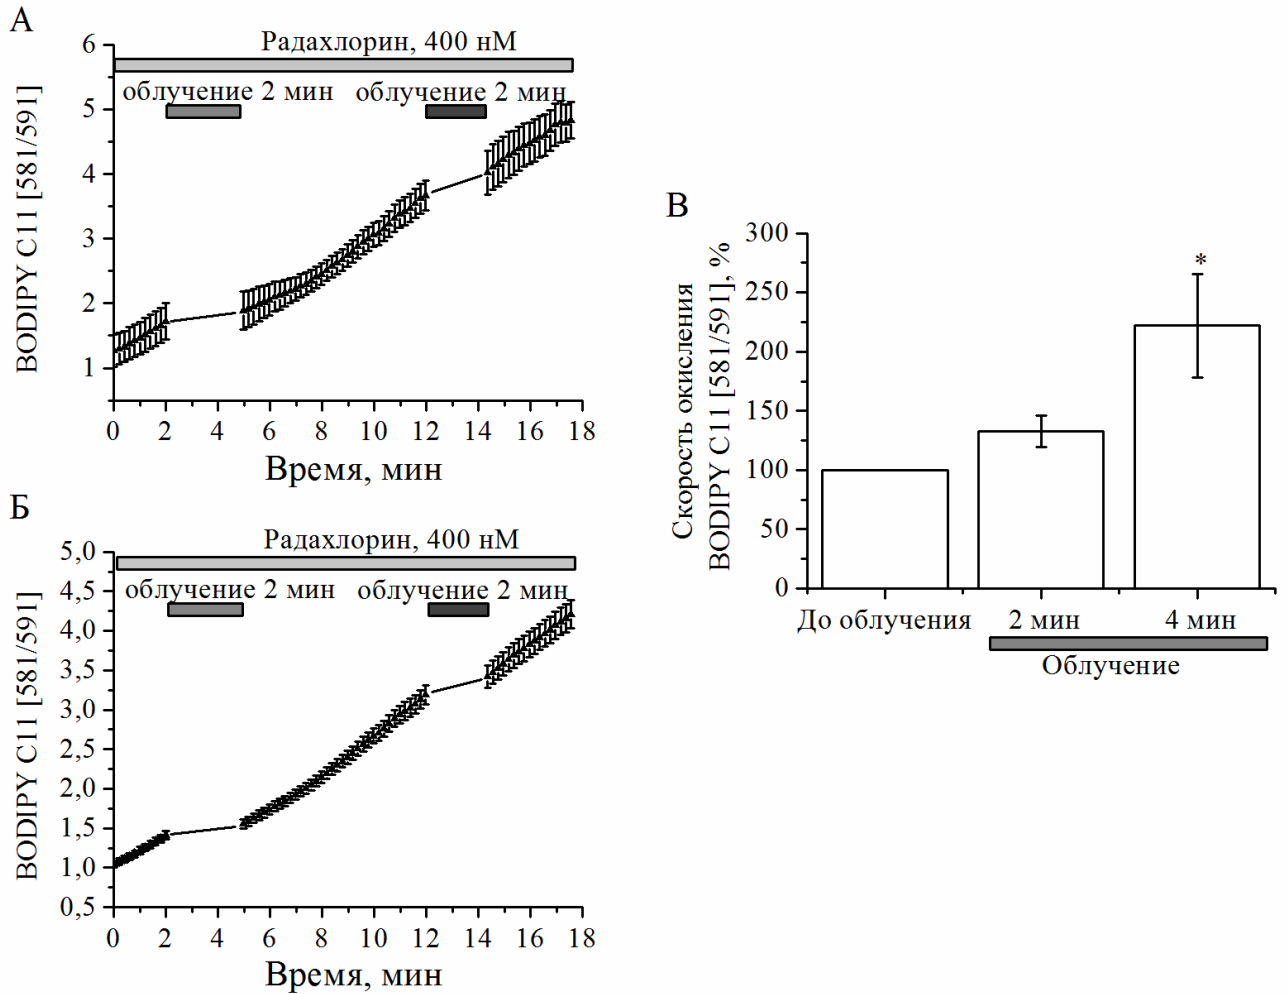 А
Радахлорин, 400 нМ
облучение 2 мин облучение 2 мин
BODIPY C11 [581/591]
6
5
4
3
2
1
0 2 4 6 8 10 12 14 16 18
Время, мин
Б
Радахлорин, 400 нМ
облучение 2 мин облучение 2 мин
BODIPY C11 [581/591]
5,0
4,5
4,0
3,5
3,0
2,5
2,0
1,5
1,0
0,5
0 2 4 6 8 10 12 14 16 18
Время, мин
В
Скорость окисления
BODIPY C11 [581/591], %
300
250
200
150
100
50
0
*
До облучения 2 мин 4 мин
Облучение